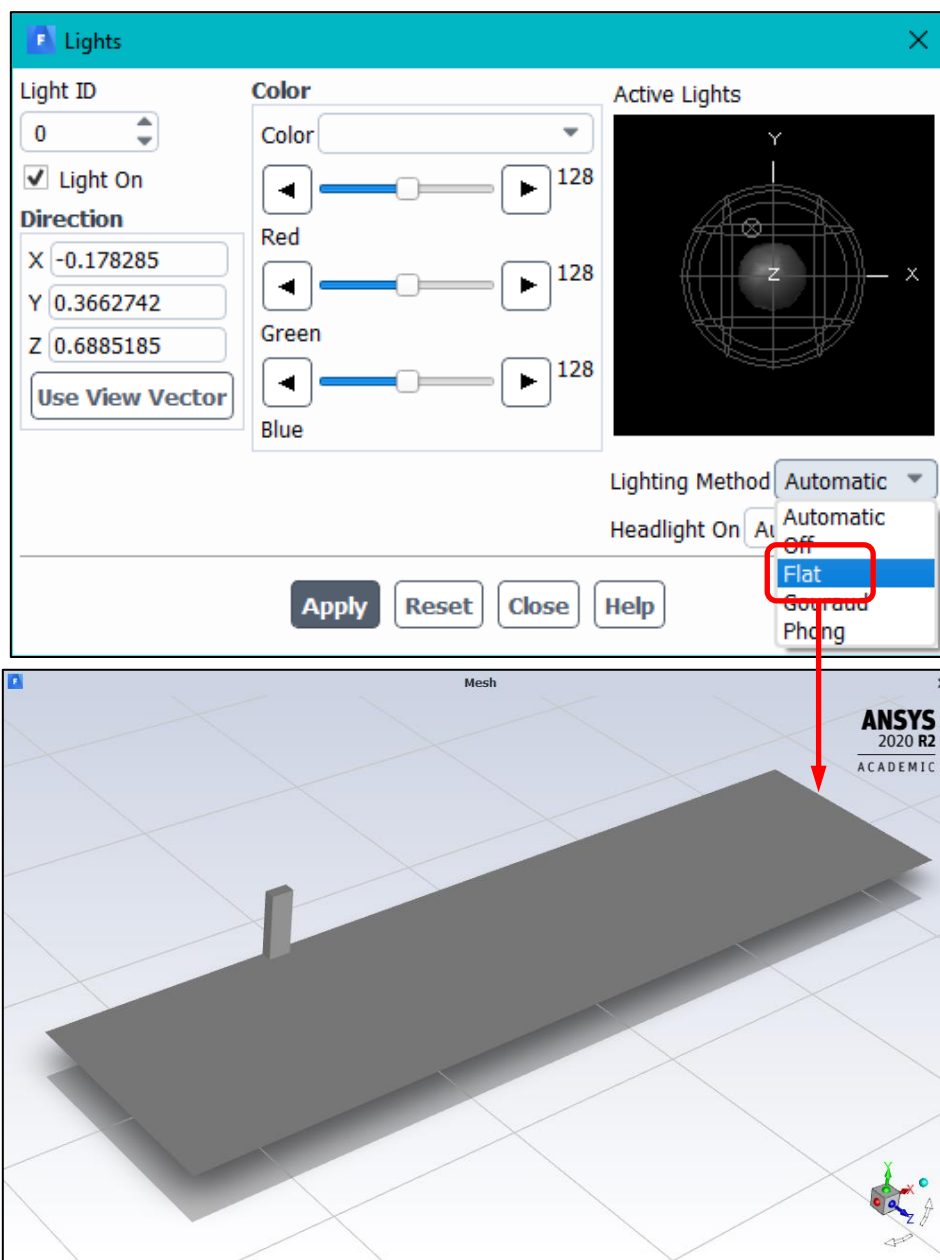 Lights
Light ID
0
Light On
Direction
X -0.178285
Y 0.3662742
Z 0.6885185
Use View Vector
Color
Color
128
Red
128
Green
128
Blue
Active Lights
Y
Z
X
Lighting Method Automatic
Headlight On
Automatic
Off
Flat
Gouraud
Phong
Apply Reset Close Help
Mesh
ANSYS
2020 R2
ACADEMIC
Y
X
Z